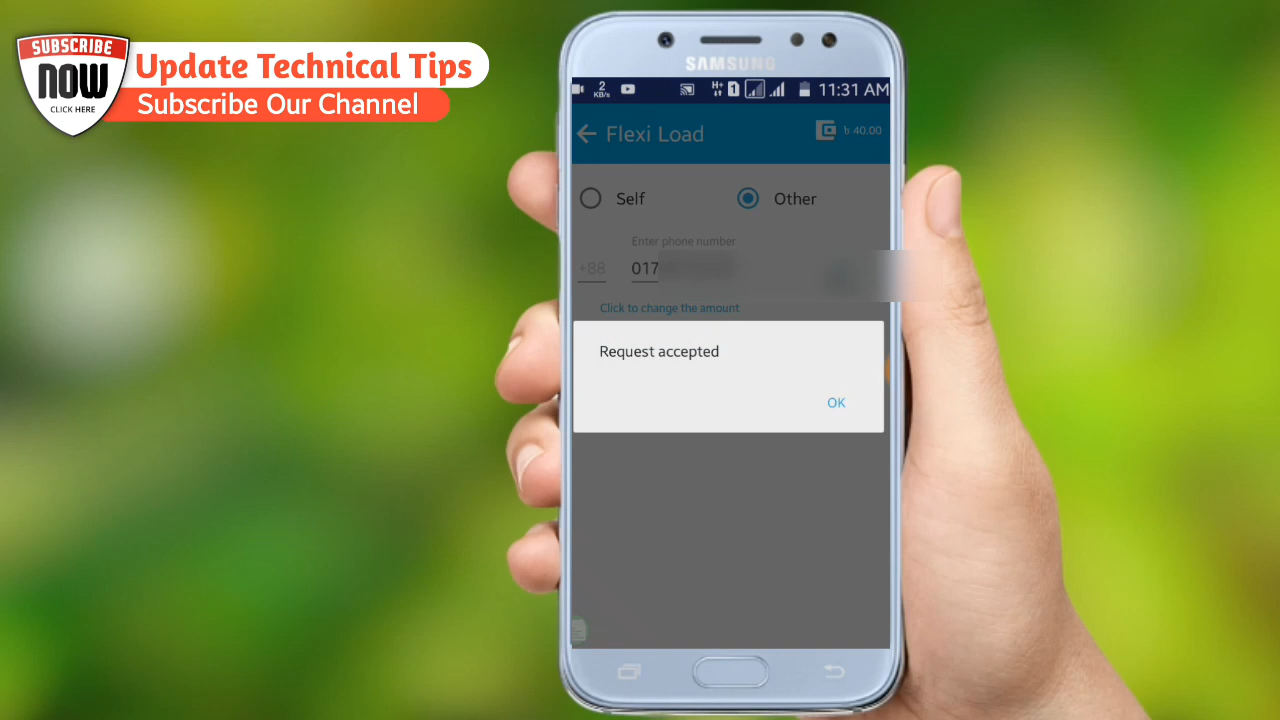 SUBSCRIBE
NOW
CLICK HERE
Update Technical Tips
Subscribe Our Channel
SAMSUNG
2
KB/s
H+
1
11:31 AM
Flexi Load
৳ 40.00
Self
Other
Enter phone number
+88
017
Click to change the amount
Request accepted
OK